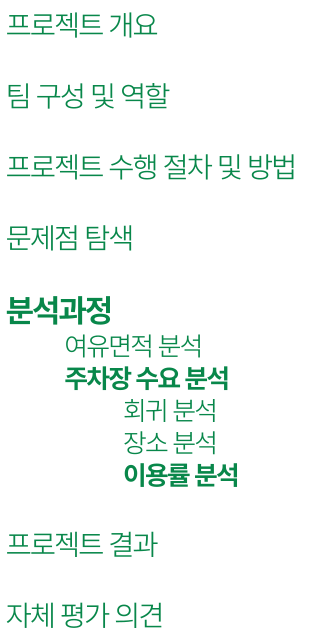 프로젝트 개요
팀 구성 및 역할
프로젝트 수행 절차 및 방법
문제점 탐색
분석과정
여유면적 분석
주차장 수요 분석
회귀 분석
장소 분석
이용률 분석
프로젝트 결과
자체 평가 의견